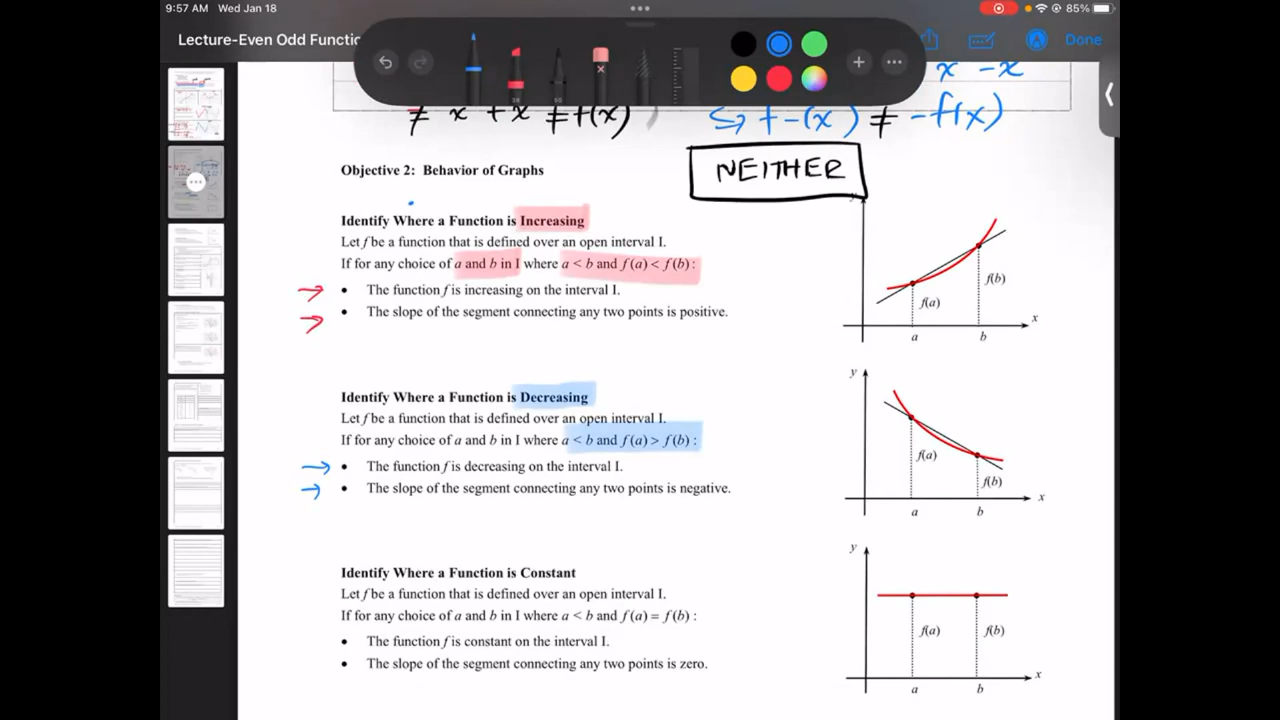 9:57 AM Wed Jan 18
85%
Lecture-Even Odd Functio
Done
x -x
≠ x + x ≠ f(x)
↪ f-(x) ≠ -f(x)
NEITHER
Objective 2: Behavior of Graphs
Identify Where a Function is Increasing
Let f be a function that is defined over an open interval I.
If for any choice of a and b in I where a < b and f(a) < f(b) :
→ • The function f is increasing on the interval I.
→ • The slope of the segment connecting any two points is positive.
y
f(a)
f(b)
x
a
b
Identify Where a Function is Decreasing
Let f be a function that is defined over an open interval I.
If for any choice of a and b in I where a < b and f(a) > f(b) :
→ • The function f is decreasing on the interval I.
→ • The slope of the segment connecting any two points is negative.
y
f(a)
f(b)
x
a
b
Identify Where a Function is Constant
Let f be a function that is defined over an open interval I.
If for any choice of a and b in I where a < b and f(a) = f(b) :
• The function f is constant on the interval I.
• The slope of the segment connecting any two points is zero.
y
f(a)
f(b)
x
a
b